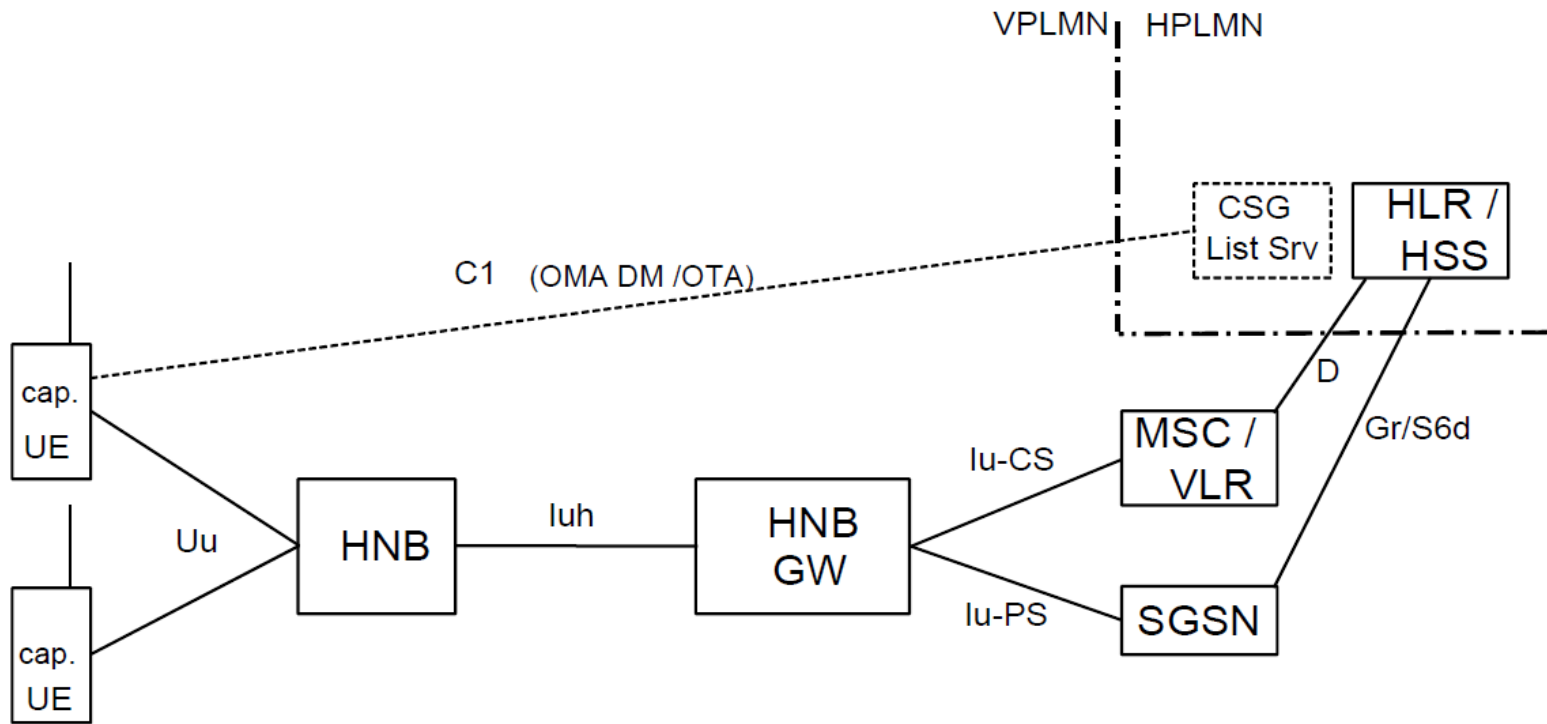 VPLMN
HPLMN
CSG
List Srv
HLR /
HSS
C1 (OMA DM /OTA)
cap.
UE
D
MSC /
VLR
Gr/S6d
Iu-CS
Uu
HNB
Iuh
HNB
GW
Iu-PS
SGSN
cap.
UE